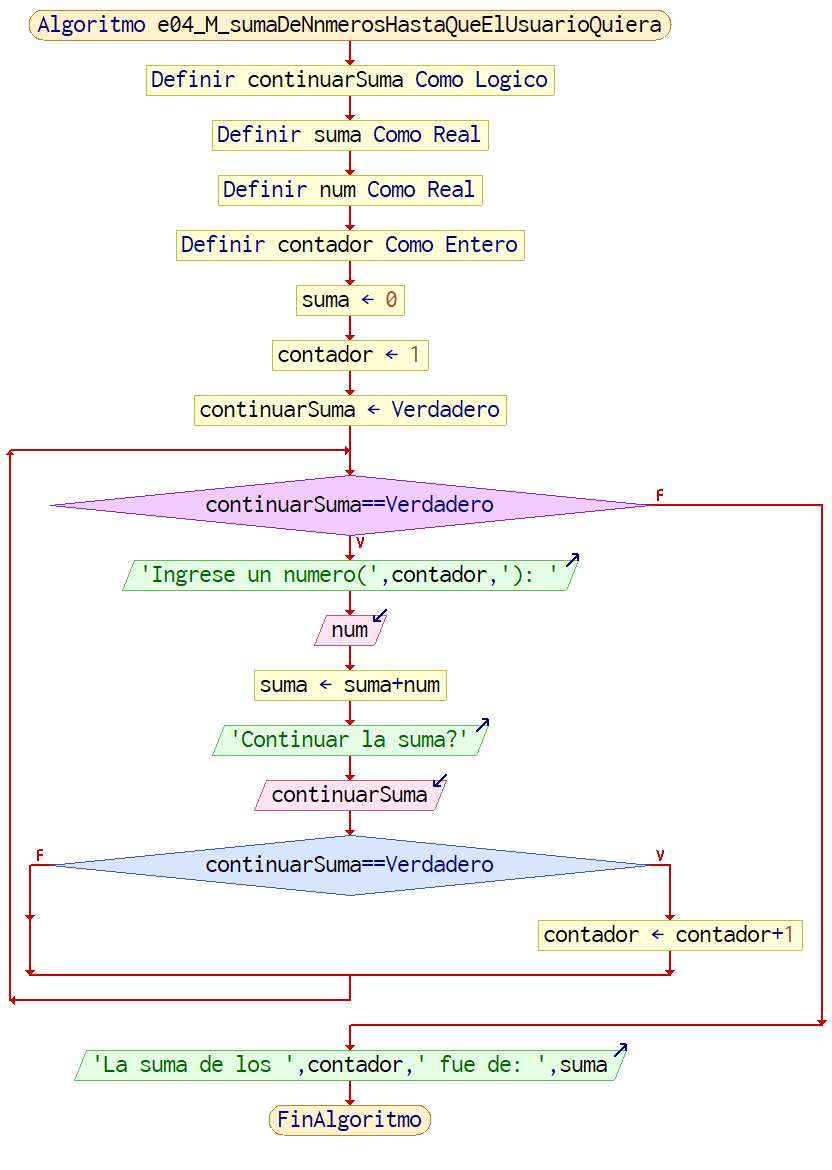 Algoritmo e04_M_sumaDeNnmerosHastaQueElUsuarioQuiera
Definir continuarSuma Como Logico
Definir suma Como Real
Definir num Como Real
Definir contador Como Entero
suma ← 0
contador ← 1
continuarSuma ← Verdadero
continuarSuma==Verdadero
F
V
'Ingrese un numero(',contador,'): '
num
suma ← suma+num
'Continuar la suma?'
continuarSuma
F
continuarSuma==Verdadero
V
contador ← contador+1
'La suma de los ',contador,' fue de: ',suma
FinAlgoritmo